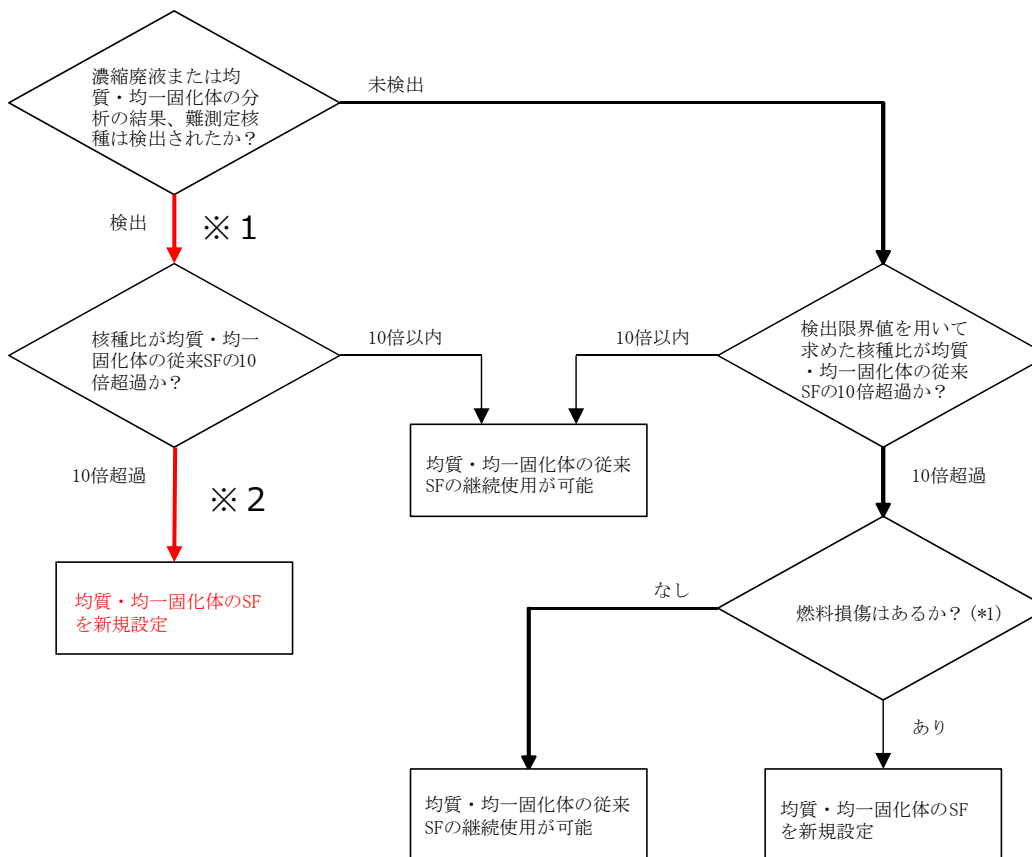 濃縮廃液または均
質・均一固化体の分
析の結果、難測定核
種は検出されたか？
未検出
検出
※１
核種比が均質・均一
固化体の従来SFの10
倍超過か？
10倍以内
10倍以内
検出限界値を用いて
求めた核種比が均質
・均一固化体の従来
SFの10倍超過か？
均質・均一固化体の従来
SFの継続使用が可能
10倍超過
※２
10倍超過
均質・均一固化体のSF
を新規設定
なし
燃料損傷はあるか？(*1)
あり
均質・均一固化体の従来
SFの継続使用が可能
均質・均一固化体のSF
を新規設定